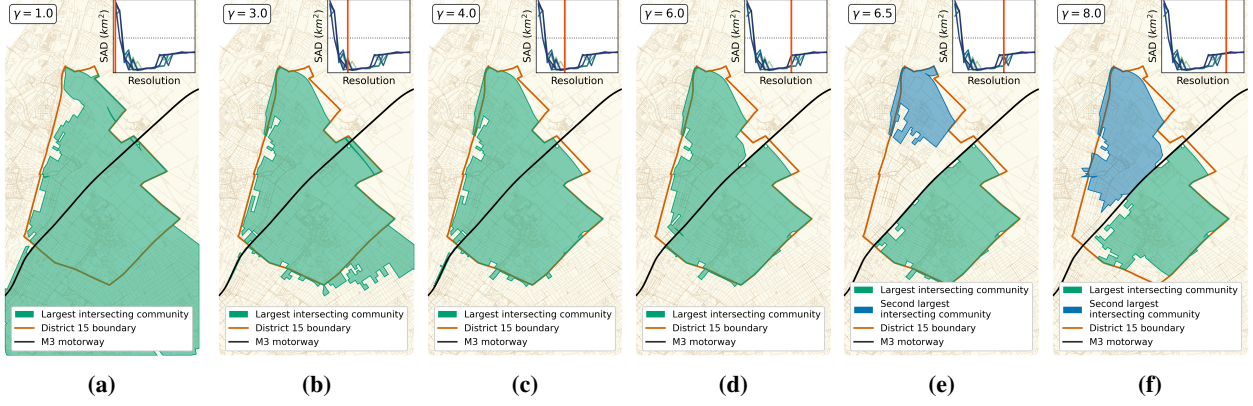 γ = 1.0
SAD (km²)
Resolution
Largest intersecting community
District 15 boundary
M3 motorway
(a)
γ = 3.0
SAD (km²)
Resolution
Largest intersecting community
District 15 boundary
M3 motorway
(b)
γ = 4.0
SAD (km²)
Resolution
Largest intersecting community
District 15 boundary
M3 motorway
(c)
γ = 6.0
SAD (km²)
Resolution
Largest intersecting community
District 15 boundary
M3 motorway
(d)
γ = 6.5
SAD (km²)
Resolution
Largest intersecting community
Second largest
intersecting community
District 15 boundary
M3 motorway
(e)
γ = 8.0
SAD (km²)
Resolution
Largest intersecting community
Second largest
intersecting community
District 15 boundary
M3 motorway
(f)